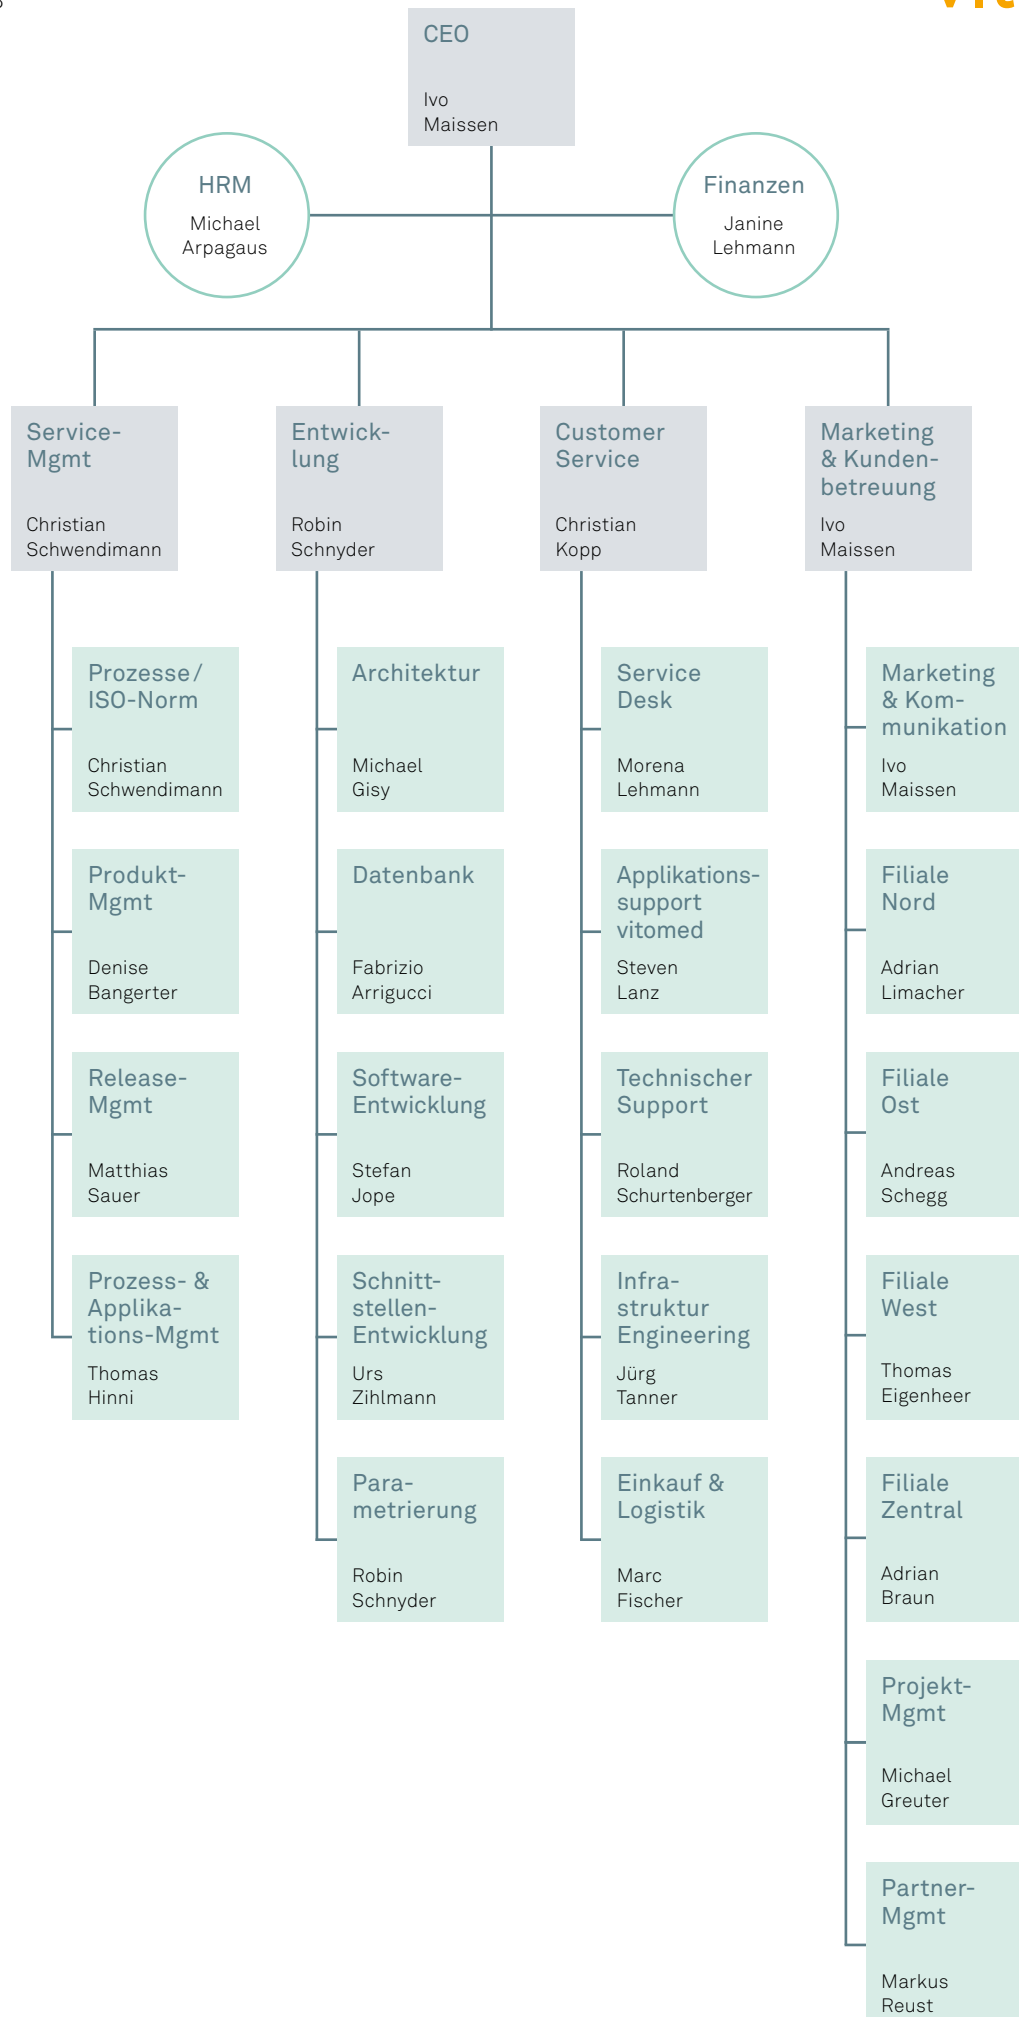 CEO
Ivo
Maissen
HRM
Michael
Arpagaus
Finanzen
Janine
Lehmann
Service-
Mgmt
Christian
Schwendimann
Prozesse/
ISO-Norm
Christian
Schwendimann
Produkt-
Mgmt
Denise
Bangerter
Release-
Mgmt
Matthias
Sauer
Prozess- &
Applika-
tions-Mgmt
Thomas
Hinni
Entwick-
lung
Robin
Schnyder
Architektur
Michael
Gisy
Datenbank
Fabrizio
Arrigucci
Software-
Entwicklung
Stefan
Jope
Schnitt-
stellen-
Entwicklung
Urs
Zihlmann
Para-
metrierung
Robin
Schnyder
Customer
Service
Christian
Kopp
Service
Desk
Morena
Lehmann
Applikations-
support
vitomed
Steven
Lanz
Technischer
Support
Roland
Schurtenberger
Infra-
struktur
Engineering
Jürg
Tanner
Einkauf &
Logistik
Marc
Fischer
Marketing
& Kunden-
betreuung
Ivo
Maissen
Marketing
& Kom-
munikation
Ivo
Maissen
Filiale
Nord
Adrian
Limacher
Filiale
Ost
Andreas
Schegg
Filiale
West
Thomas
Eigenheer
Filiale
Zentral
Adrian
Braun
Projekt-
Mgmt
Michael
Greuter
Partner-
Mgmt
Markus
Reust